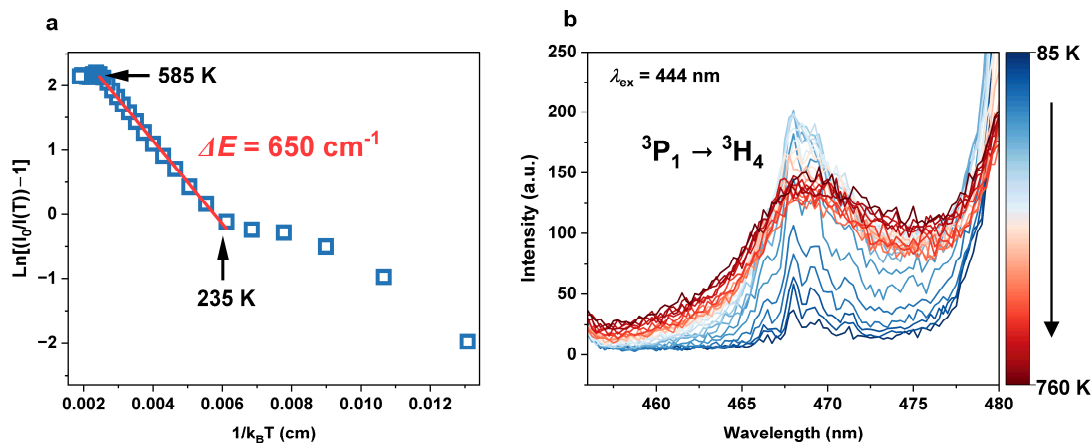 a
Ln[(I₀/I(T))−1]
2
1
0
−1
−2
585 K
ΔE = 650 cm⁻¹
235 K
0.002
0.004
0.006
0.008
0.010
0.012
1/k_BT (cm)
b
Intensity (a.u.)
250
200
150
100
50
0
λ_ex = 444 nm
³P₁ → ³H₄
460
465
470
475
480
Wavelength (nm)
85 K
760 K